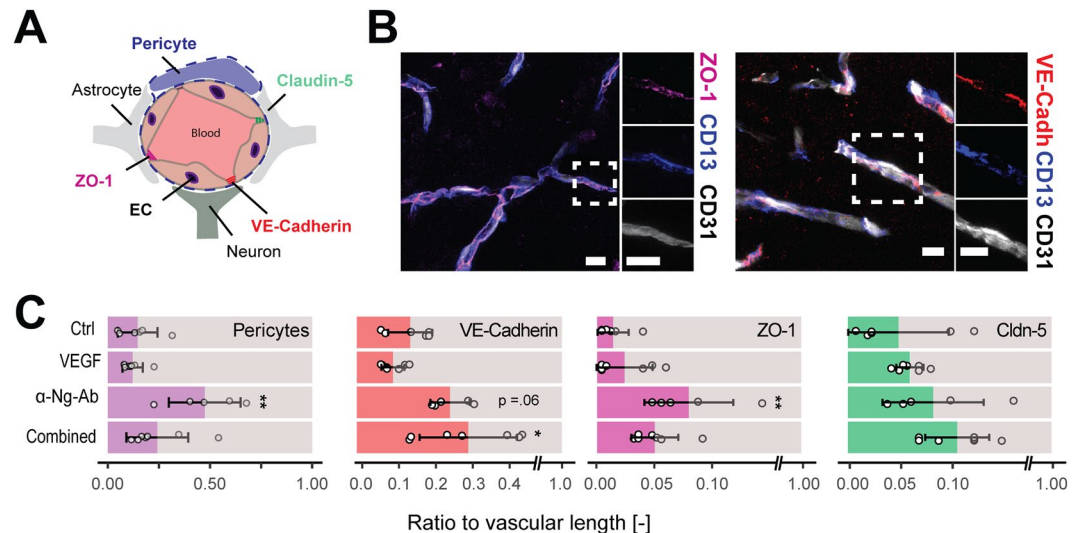 A
Pericyte
Claudin-5
Astrocyte
Blood
ZO-1
EC
VE-Cadherin
Neuron
B
ZO-1 CD13 CD31
VE-Cadh CD13 CD31
C
Ctrl
VEGF
α-Ng-Ab
Combined
Pericytes
**
0.00 0.50 1.00
VE-Cadherin
p =.06
*
0.0 0.1 0.2 0.3 0.4 1.0
ZO-1
**
0.00 0.10 1.00
Cldn-5
0.00 0.05 0.10 1.00
Ratio to vascular length [-]